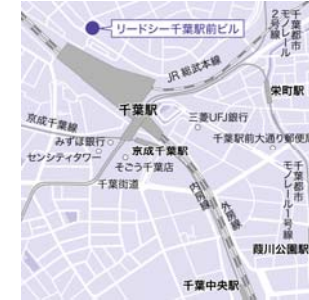 リードシー千葉駅前ビル
千葉都市
モノレール
2号線
JR 総武本線
栄町駅
千葉駅
三菱UFJ銀行
京成千葉線
みずほ銀行
京成千葉駅
千葉駅前大通り郵便局
センシティタワー
そごう千葉店
千葉街道
内房線
外房線
千葉都市
モノレール1号線
葭川公園駅
千葉中央駅